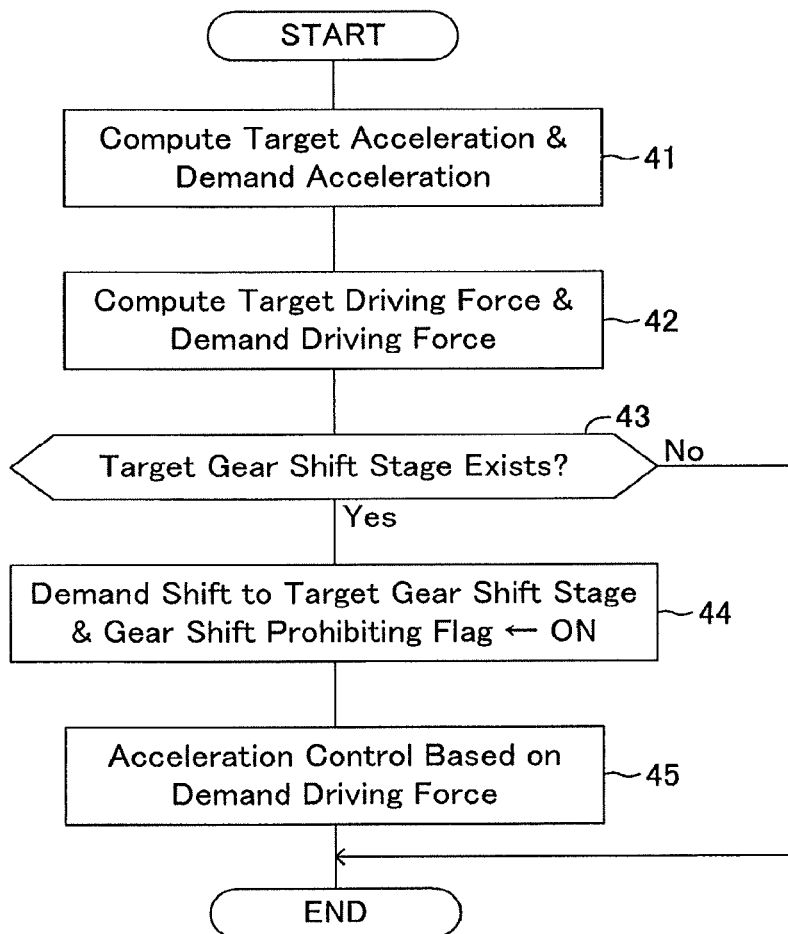 START
Compute Target Acceleration &
Demand Acceleration
41
Compute Target Driving Force &
Demand Driving Force
42
43
Target Gear Shift Stage Exists?
No
Yes
Demand Shift to Target Gear Shift Stage
& Gear Shift Prohibiting Flag ← ON
44
Acceleration Control Based on
Demand Driving Force
45
END